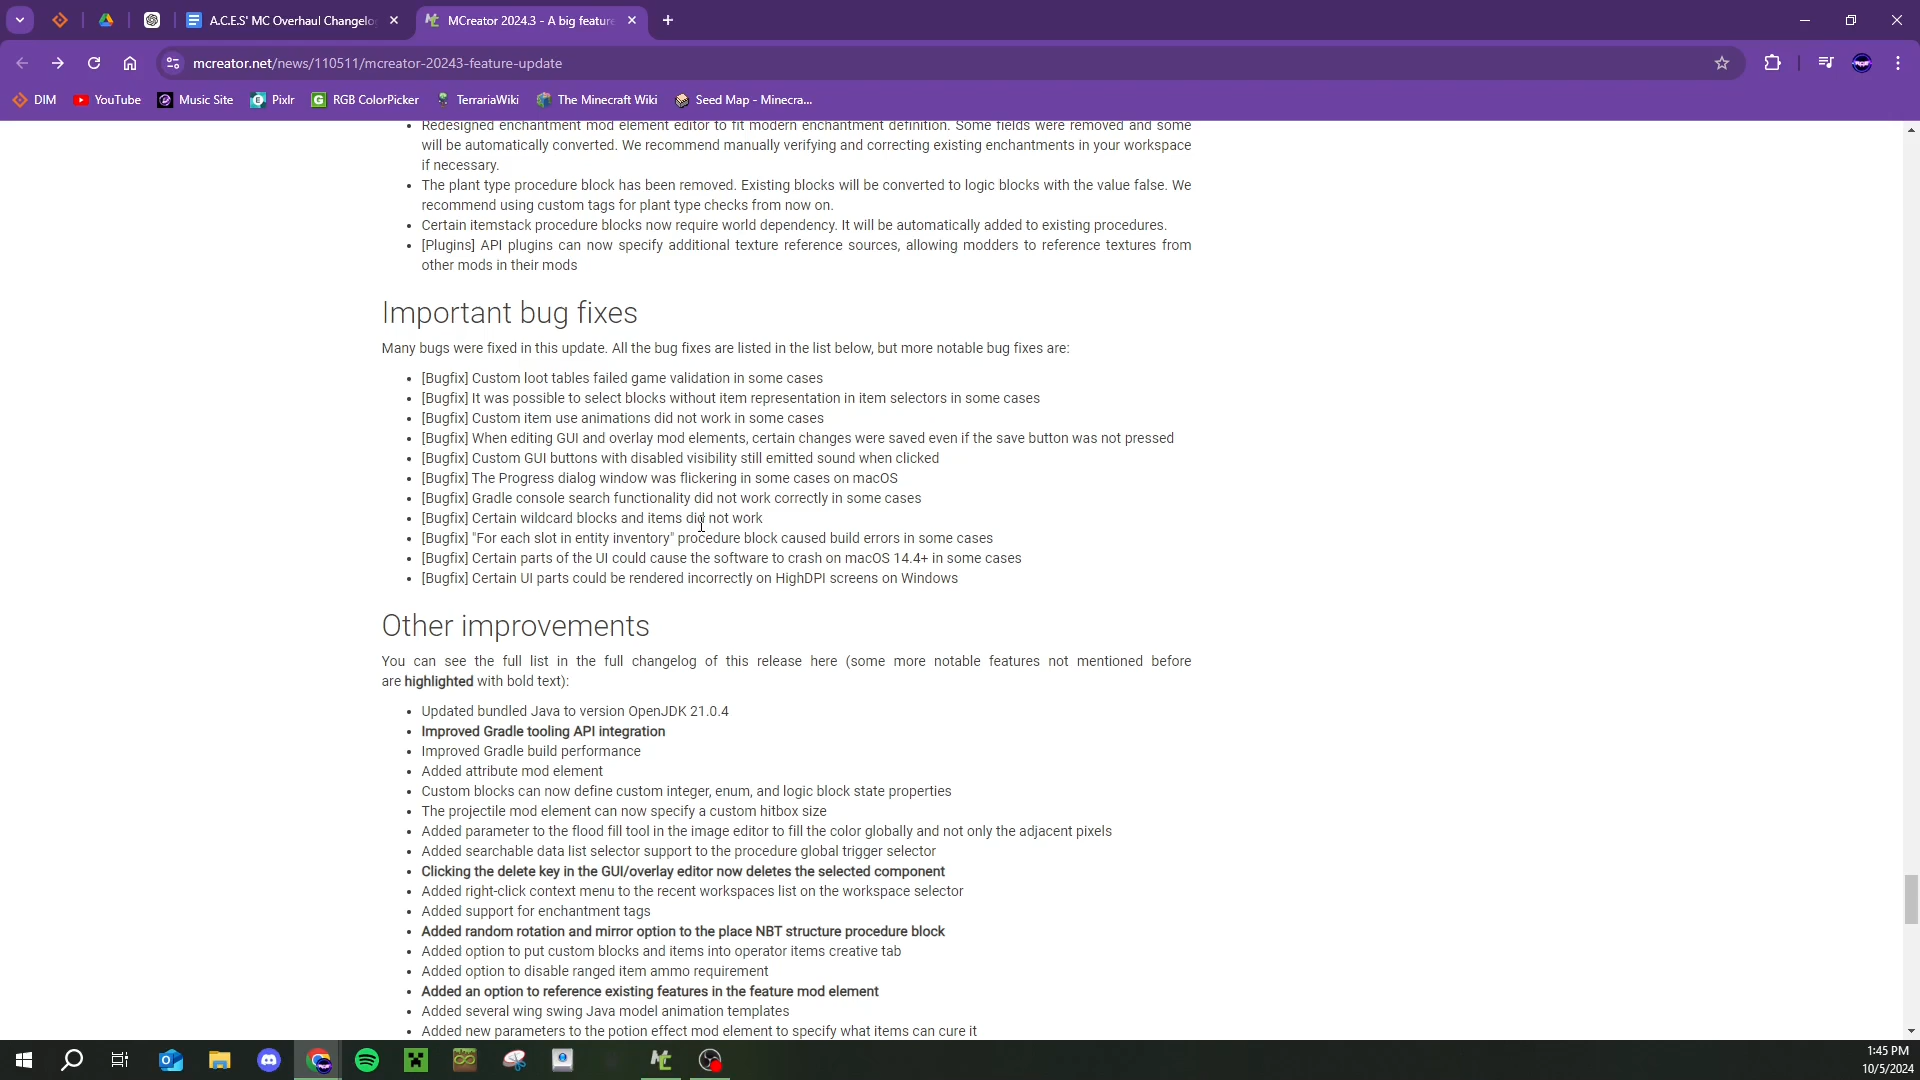 A.C.E.S' MC Overhaul Changelo
MCreator 2024.3 - A big feature
mcreator.net/news/110511/mcreator-20243-feature-update
DIM
YouTube
Music Site
Pixlr
RGB ColorPicker
TerrariaWiki
The Minecraft Wiki
Seed Map - Minecra...
• Redesigned enchantment mod element editor to fit modern enchantment definition. Some fields were removed and some
will be automatically converted. We recommend manually verifying and correcting existing enchantments in your workspace
if necessary.
• The plant type procedure block has been removed. Existing blocks will be converted to logic blocks with the value false. We
recommend using custom tags for plant type checks from now on.
• Certain itemstack procedure blocks now require world dependency. It will be automatically added to existing procedures.
• [Plugins] API plugins can now specify additional texture reference sources, allowing modders to reference textures from
other mods in their mods
Important bug fixes
Many bugs were fixed in this update. All the bug fixes are listed in the list below, but more notable bug fixes are:
• [Bugfix] Custom loot tables failed game validation in some cases
• [Bugfix] It was possible to select blocks without item representation in item selectors in some cases
• [Bugfix] Custom item use animations did not work in some cases
• [Bugfix] When editing GUI and overlay mod elements, certain changes were saved even if the save button was not pressed
• [Bugfix] Custom GUI buttons with disabled visibility still emitted sound when clicked
• [Bugfix] The Progress dialog window was flickering in some cases on macOS
• [Bugfix] Gradle console search functionality did not work correctly in some cases
• [Bugfix] Certain wildcard blocks and items did not work
• [Bugfix] "For each slot in entity inventory" procedure block caused build errors in some cases
• [Bugfix] Certain parts of the UI could cause the software to crash on macOS 14.4+ in some cases
• [Bugfix] Certain UI parts could be rendered incorrectly on HighDPI screens on Windows
Other improvements
You can see the full list in the full changelog of this release here (some more notable features not mentioned before
are highlighted with bold text):
• Updated bundled Java to version OpenJDK 21.0.4
• Improved Gradle tooling API integration
• Improved Gradle build performance
• Added attribute mod element
• Custom blocks can now define custom integer, enum, and logic block state properties
• The projectile mod element can now specify a custom hitbox size
• Added parameter to the flood fill tool in the image editor to fill the color globally and not only the adjacent pixels
• Added searchable data list selector support to the procedure global trigger selector
• Clicking the delete key in the GUI/overlay editor now deletes the selected component
• Added right-click context menu to the recent workspaces list on the workspace selector
• Added support for enchantment tags
• Added random rotation and mirror option to the place NBT structure procedure block
• Added option to put custom blocks and items into operator items creative tab
• Added option to disable ranged item ammo requirement
• Added an option to reference existing features in the feature mod element
• Added several wing swing Java model animation templates
• Added new parameters to the potion effect mod element to specify what items can cure it
1:45 PM
10/5/2024